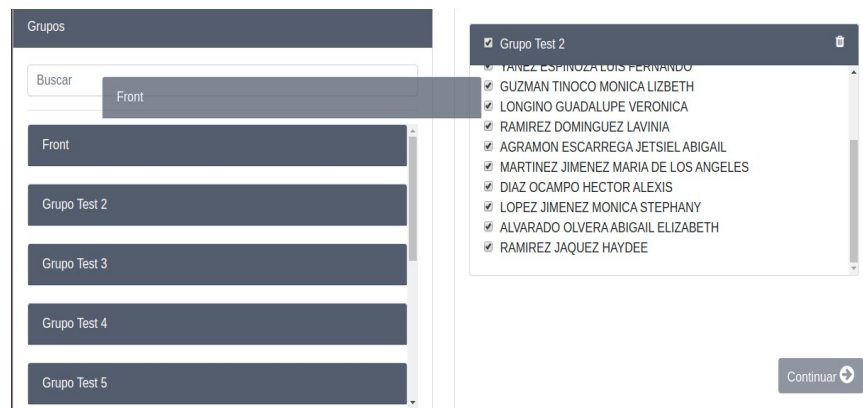 Grupos
Buscar
Front
Front
Grupo Test 2
Grupo Test 3
Grupo Test 4
Grupo Test 5
Grupo Test 2
YANEZ ESPINOZA LUIS FERNANDO
GUZMAN TINOCO MONICA LIZBETH
LONGINO GUADALUPE VERONICA
RAMIREZ DOMINGUEZ LAVINIA
AGRAMON ESCARREGA JETSIEL ABIGAIL
MARTINEZ JIMENEZ MARIA DE LOS ANGELES
DIAZ OCAMPO HECTOR ALEXIS
LOPEZ JIMENEZ MONICA STEPHANY
ALVARADO OLVERA ABIGAIL ELIZABETH
RAMIREZ JAQUEZ HAYDEE
Continuar